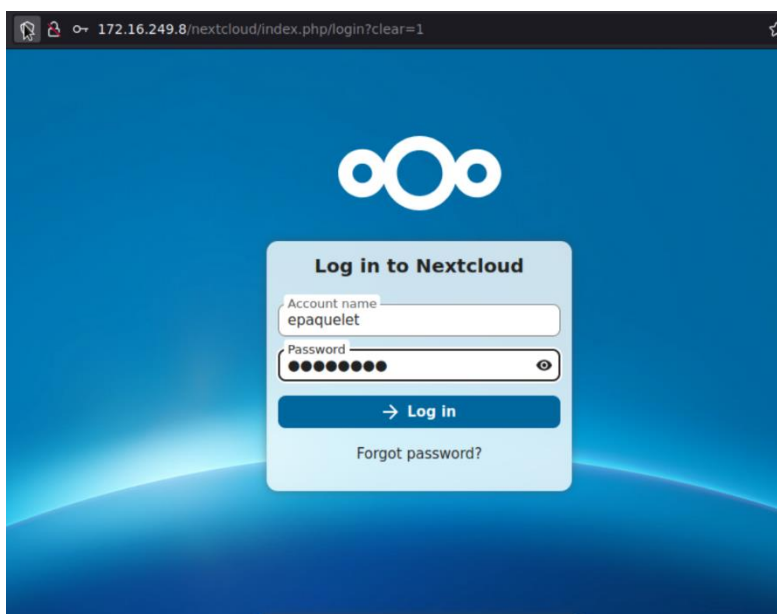 172.16.249.8/nextcloud/index.php/login?clear=1
Log in to Nextcloud
Account name
epaquelet
Password
●●●●●●●●
→ Log in
Forgot password?